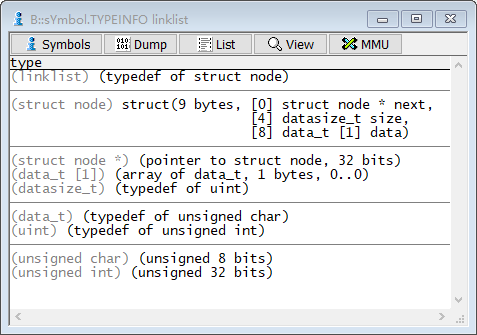 B::sYmbol.TYPEINFO linklist
Symbols
010 101 Dump
List
View
MMU
type
(linklist) (typedef of struct node)
(struct node) struct(9 bytes, [0] struct node * next,
[4] datasize_t size,
[8] data_t [1] data)
(struct node *) (pointer to struct node, 32 bits)
(data_t [1]) (array of data_t, 1 bytes, 0..0)
(datasize_t) (typedef of uint)
(data_t) (typedef of unsigned char)
(uint) (typedef of unsigned int)
(unsigned char) (unsigned 8 bits)
(unsigned int) (unsigned 32 bits)